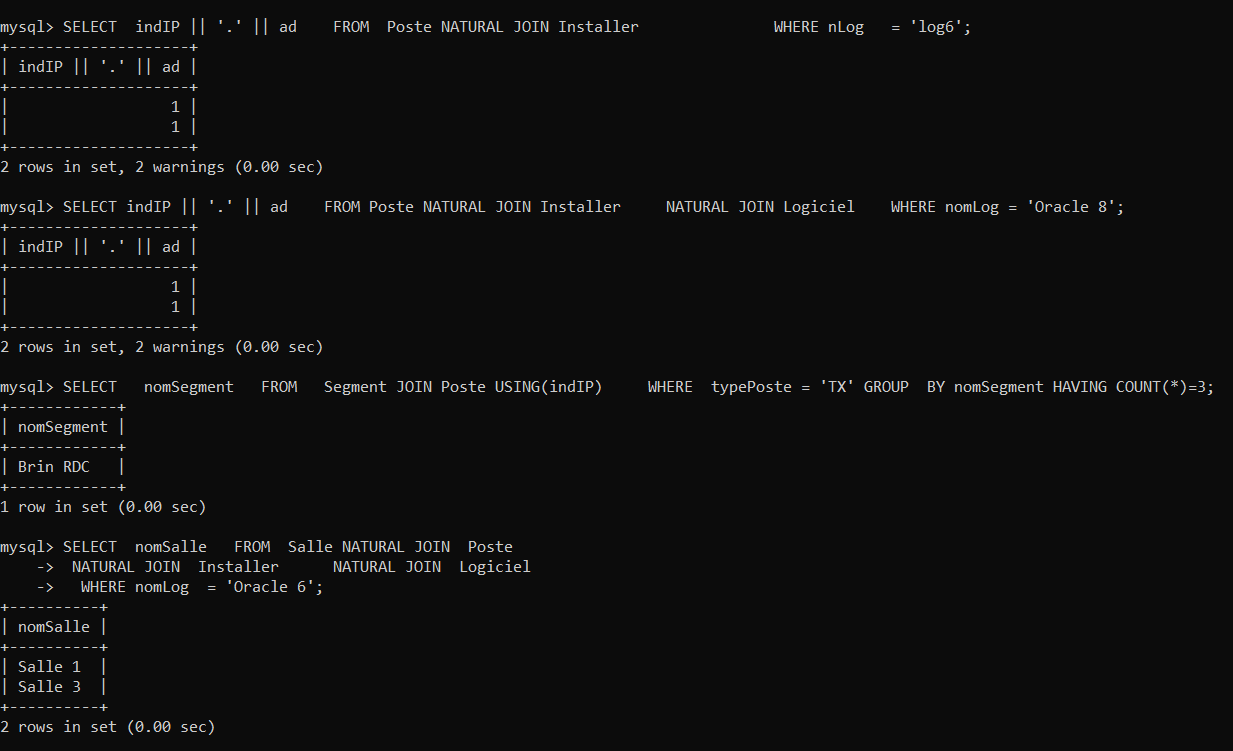 mysql> SELECT  indIP || '.' || ad    FROM  Poste NATURAL JOIN Installer               WHERE nLog   = 'log6';
+--------------------+
| indIP || '.' || ad |
+--------------------+
|                  1 |
|                  1 |
+--------------------+
2 rows in set, 2 warnings (0.00 sec)

mysql> SELECT indIP || '.' || ad    FROM Poste NATURAL JOIN Installer     NATURAL JOIN Logiciel    WHERE nomLog = 'Oracle 8';
+--------------------+
| indIP || '.' || ad |
+--------------------+
|                  1 |
|                  1 |
+--------------------+
2 rows in set, 2 warnings (0.00 sec)

mysql> SELECT   nomSegment   FROM   Segment JOIN Poste USING(indIP)     WHERE  typePoste = 'TX' GROUP  BY nomSegment HAVING COUNT(*)=3;
+------------+
| nomSegment |
+------------+
| Brin RDC   |
+------------+
1 row in set (0.00 sec)

mysql> SELECT  nomSalle   FROM  Salle NATURAL JOIN  Poste
    ->  NATURAL JOIN  Installer      NATURAL JOIN  Logiciel
    ->   WHERE nomLog  = 'Oracle 6';
+----------+
| nomSalle |
+----------+
| Salle 1  |
| Salle 3  |
+----------+
2 rows in set (0.00 sec)